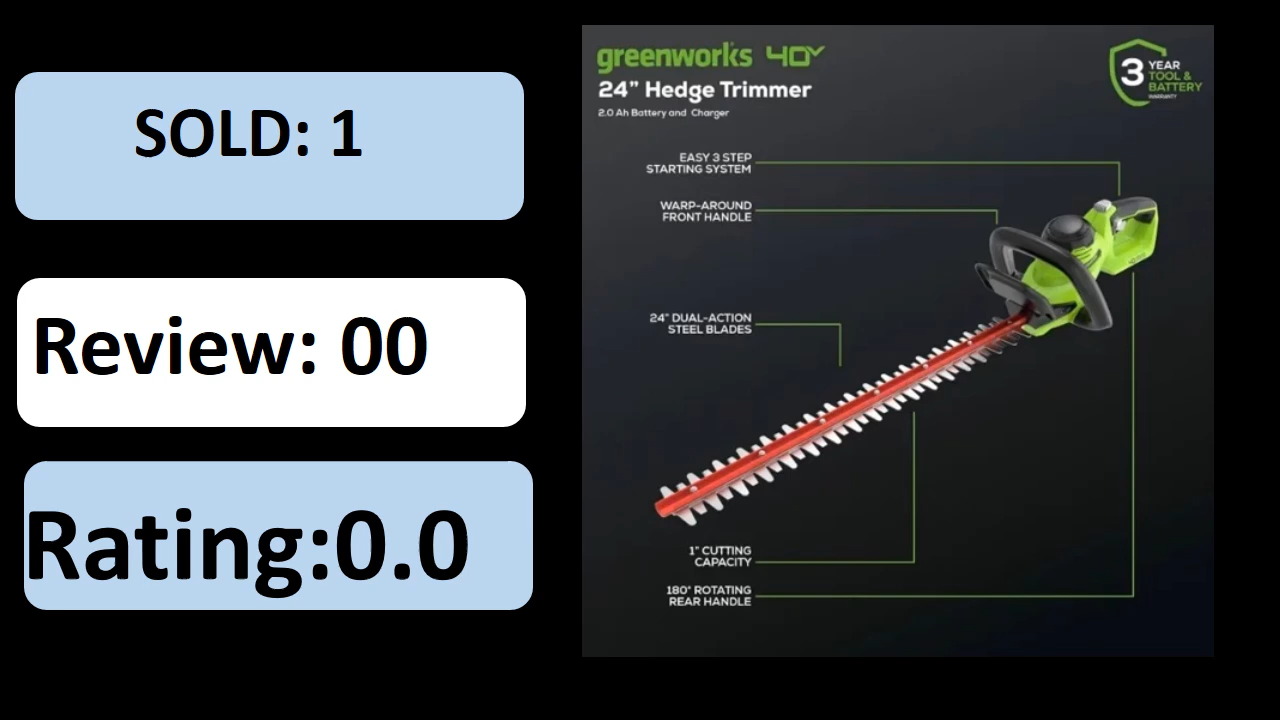 SOLD: 1
Review: 00
Rating:0.0
greenworks 40V
24” Hedge Trimmer
2.0 Ah Battery and Charger
3 YEAR
TOOL &
BATTERY
WARRANTY
EASY 3 STEP
STARTING SYSTEM
WARP-AROUND
FRONT HANDLE
24" DUAL-ACTION
STEEL BLADES
1" CUTTING
CAPACITY
180° ROTATING
REAR HANDLE